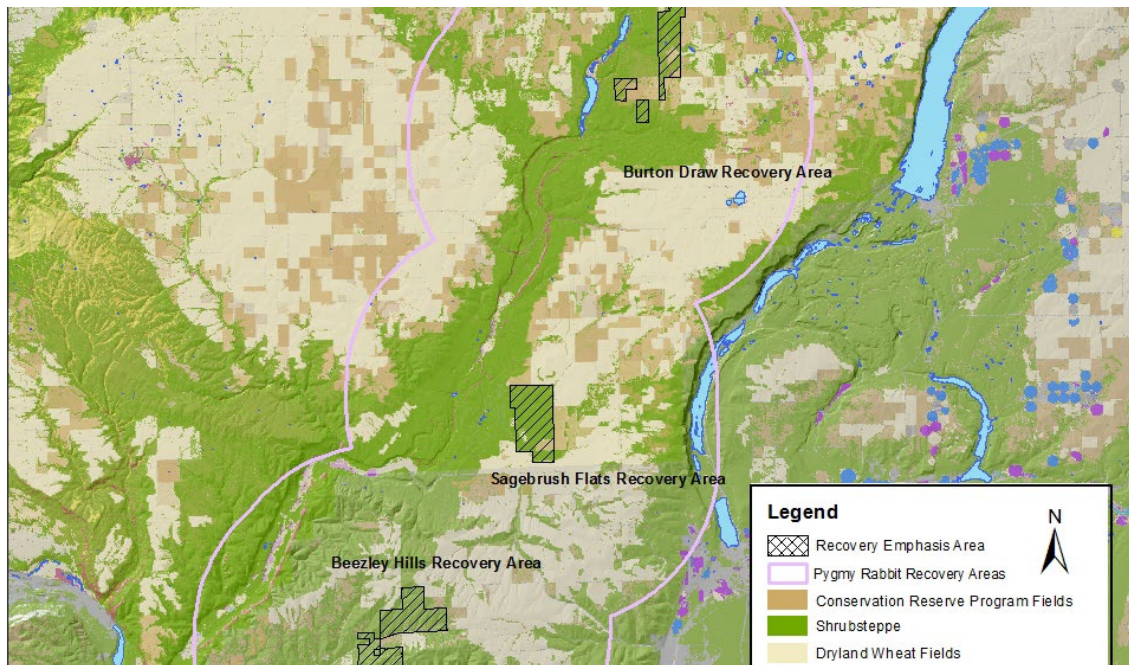 Burton Draw Recovery Area
Sagebrush Flats Recovery Area
Beezley Hills Recovery Area
Legend
N
Recovery Emphasis Area
Pygmy Rabbit Recovery Areas
Conservation Reserve Program Fields
Shrubsteppe
Dryland Wheat Fields